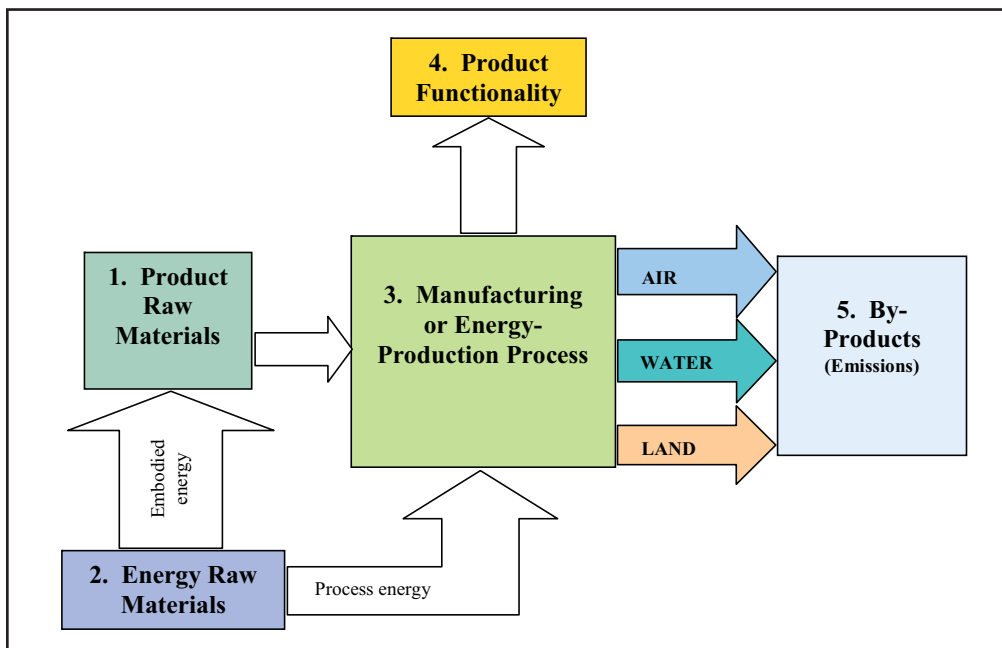 4. Product
Functionality
1. Product
Raw
Materials
3. Manufacturing
or Energy-
Production Process
AIR
WATER
LAND
5. By-
Products
(Emissions)
Embodied
energy
2. Energy Raw
Materials
Process energy